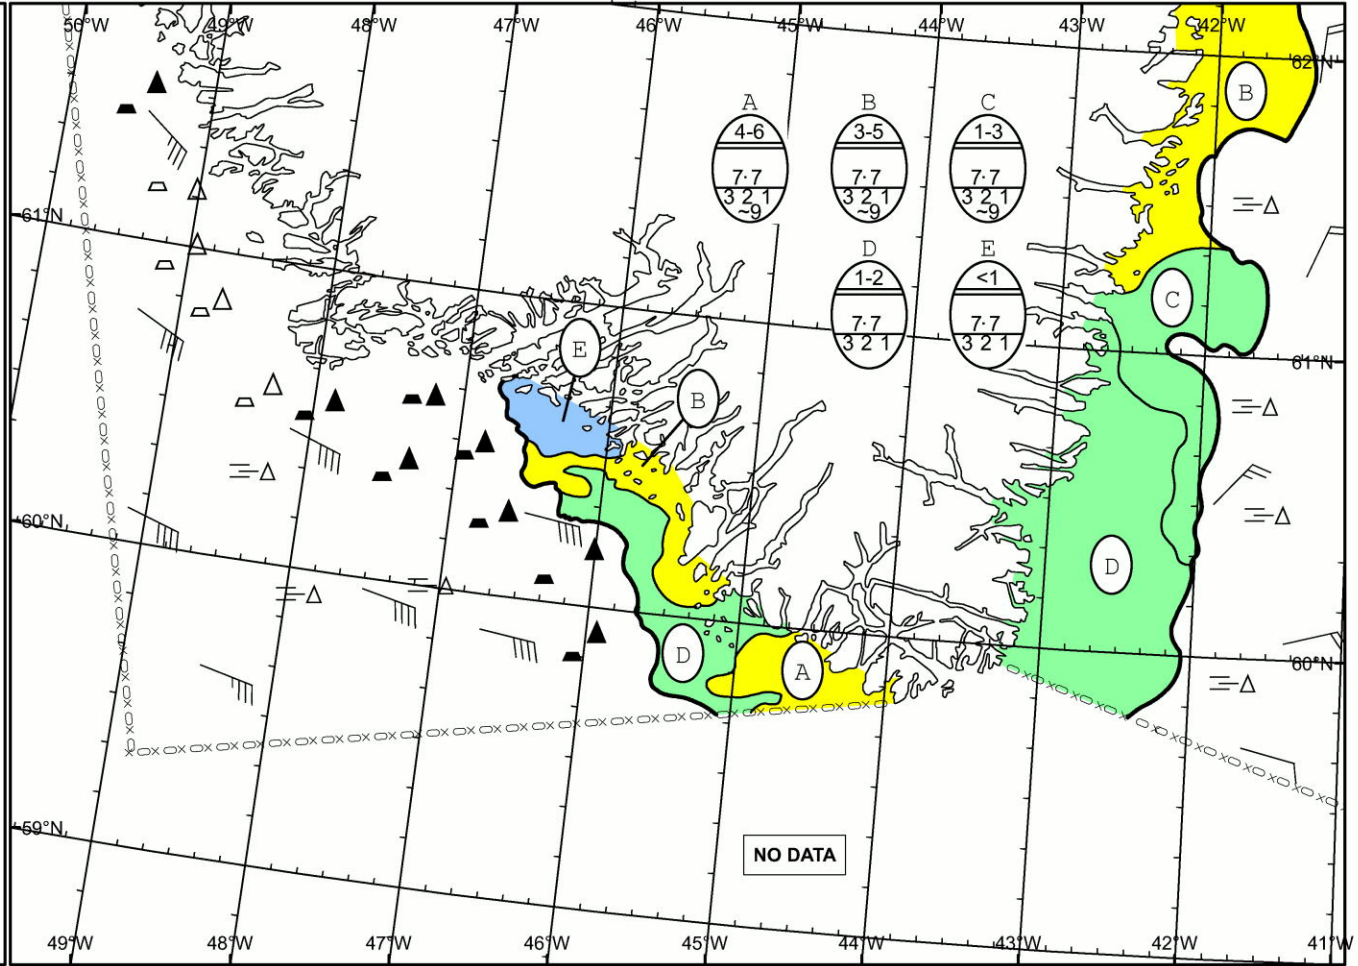 50°W 49°W 48°W 47°W 46°W 45°W 44°W 43°W 42°W
62°N
B
A B C
4-6 3-5 1-3
7·7 7·7 7·7
3 2 1 3 2 1 3 2 1
~9 ~9 ~9
61°N
D E
1-2 <1
7·7 7·7
3 2 1 3 2 1
C
E
61°N
B
60°N
D
D A
60°N
59°N
NO DATA
49°W 48°W 47°W 46°W 45°W 44°W 43°W 42°W 41°W